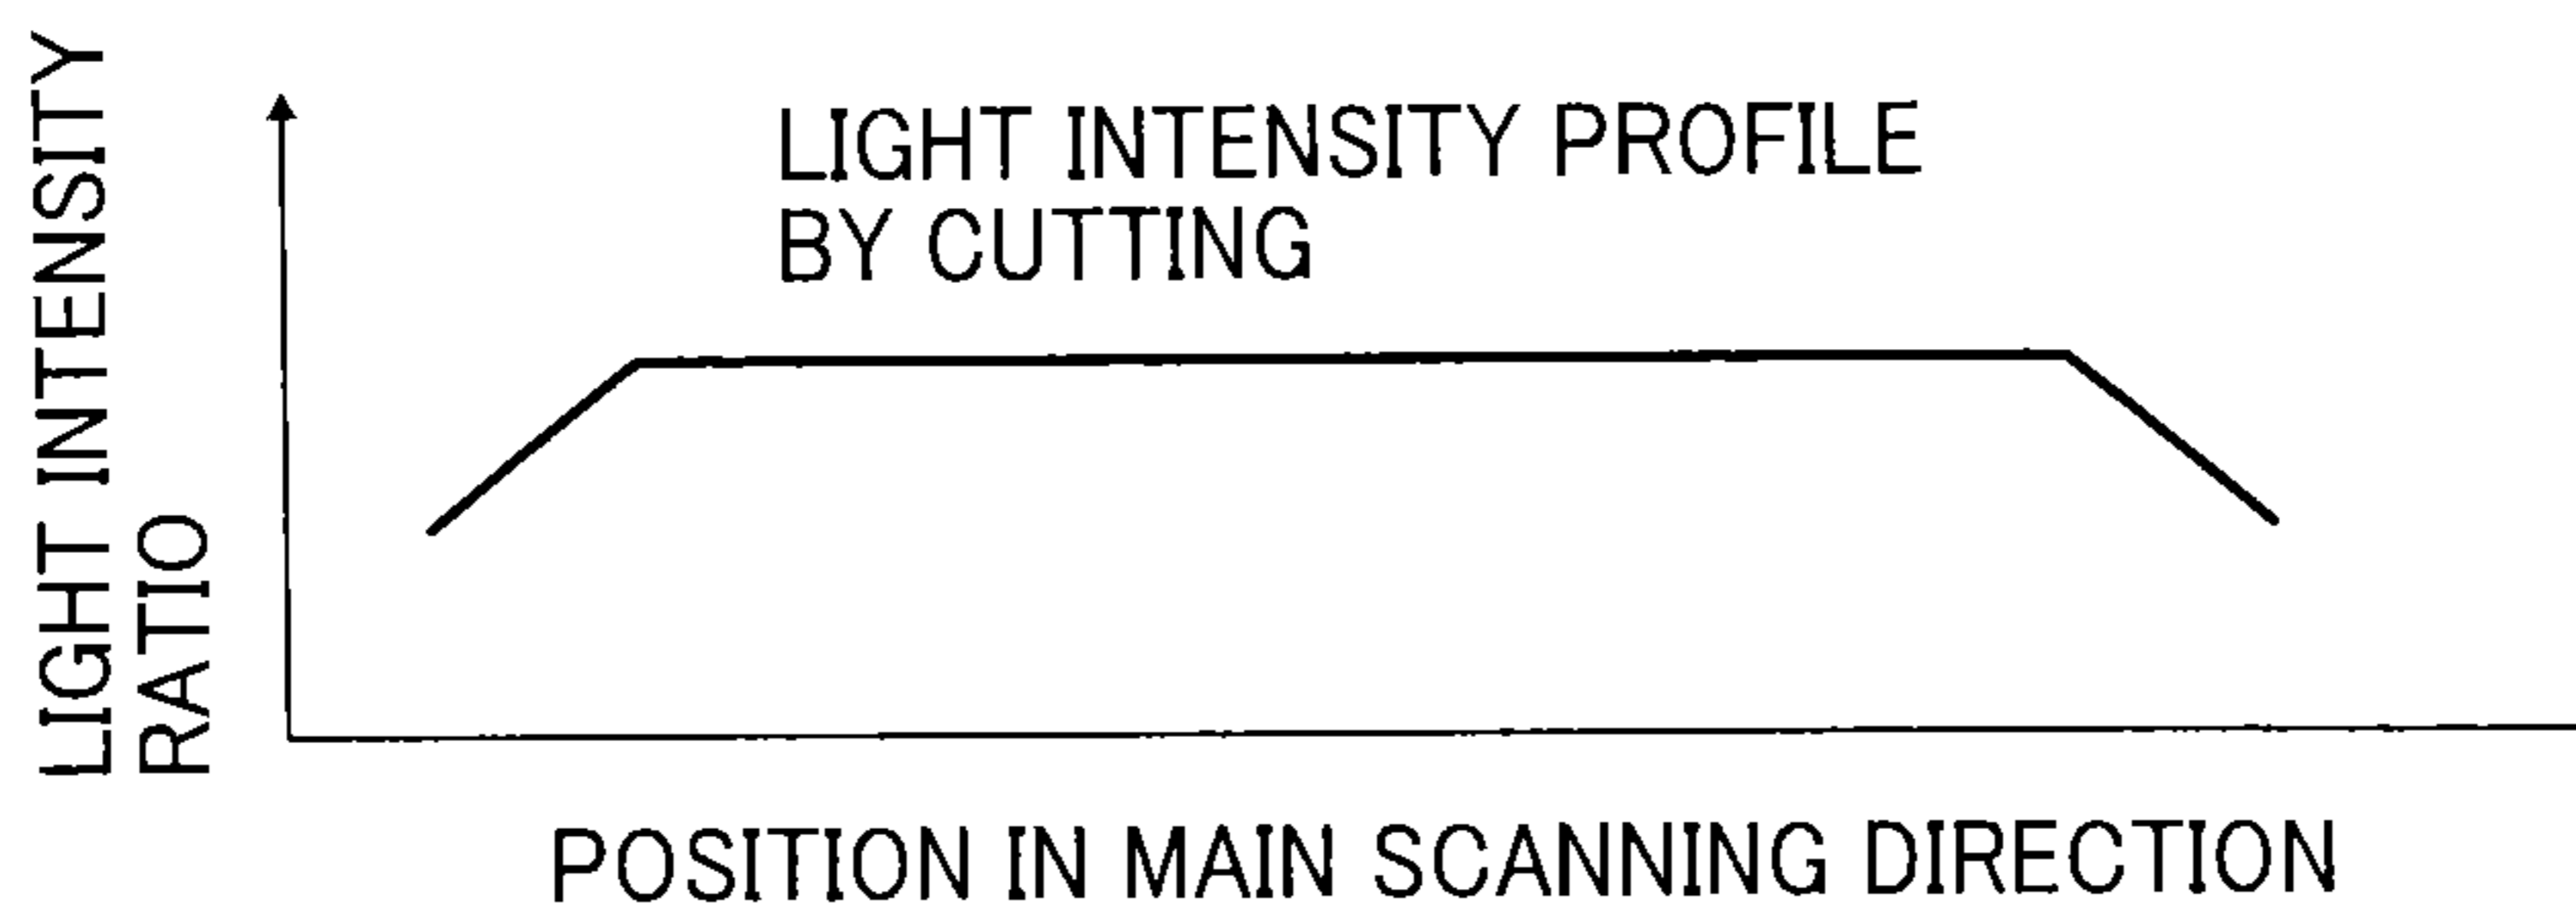 LIGHT INTENSITY
RATIO
LIGHT INTENSITY PROFILE
BY CUTTING
POSITION IN MAIN SCANNING DIRECTION